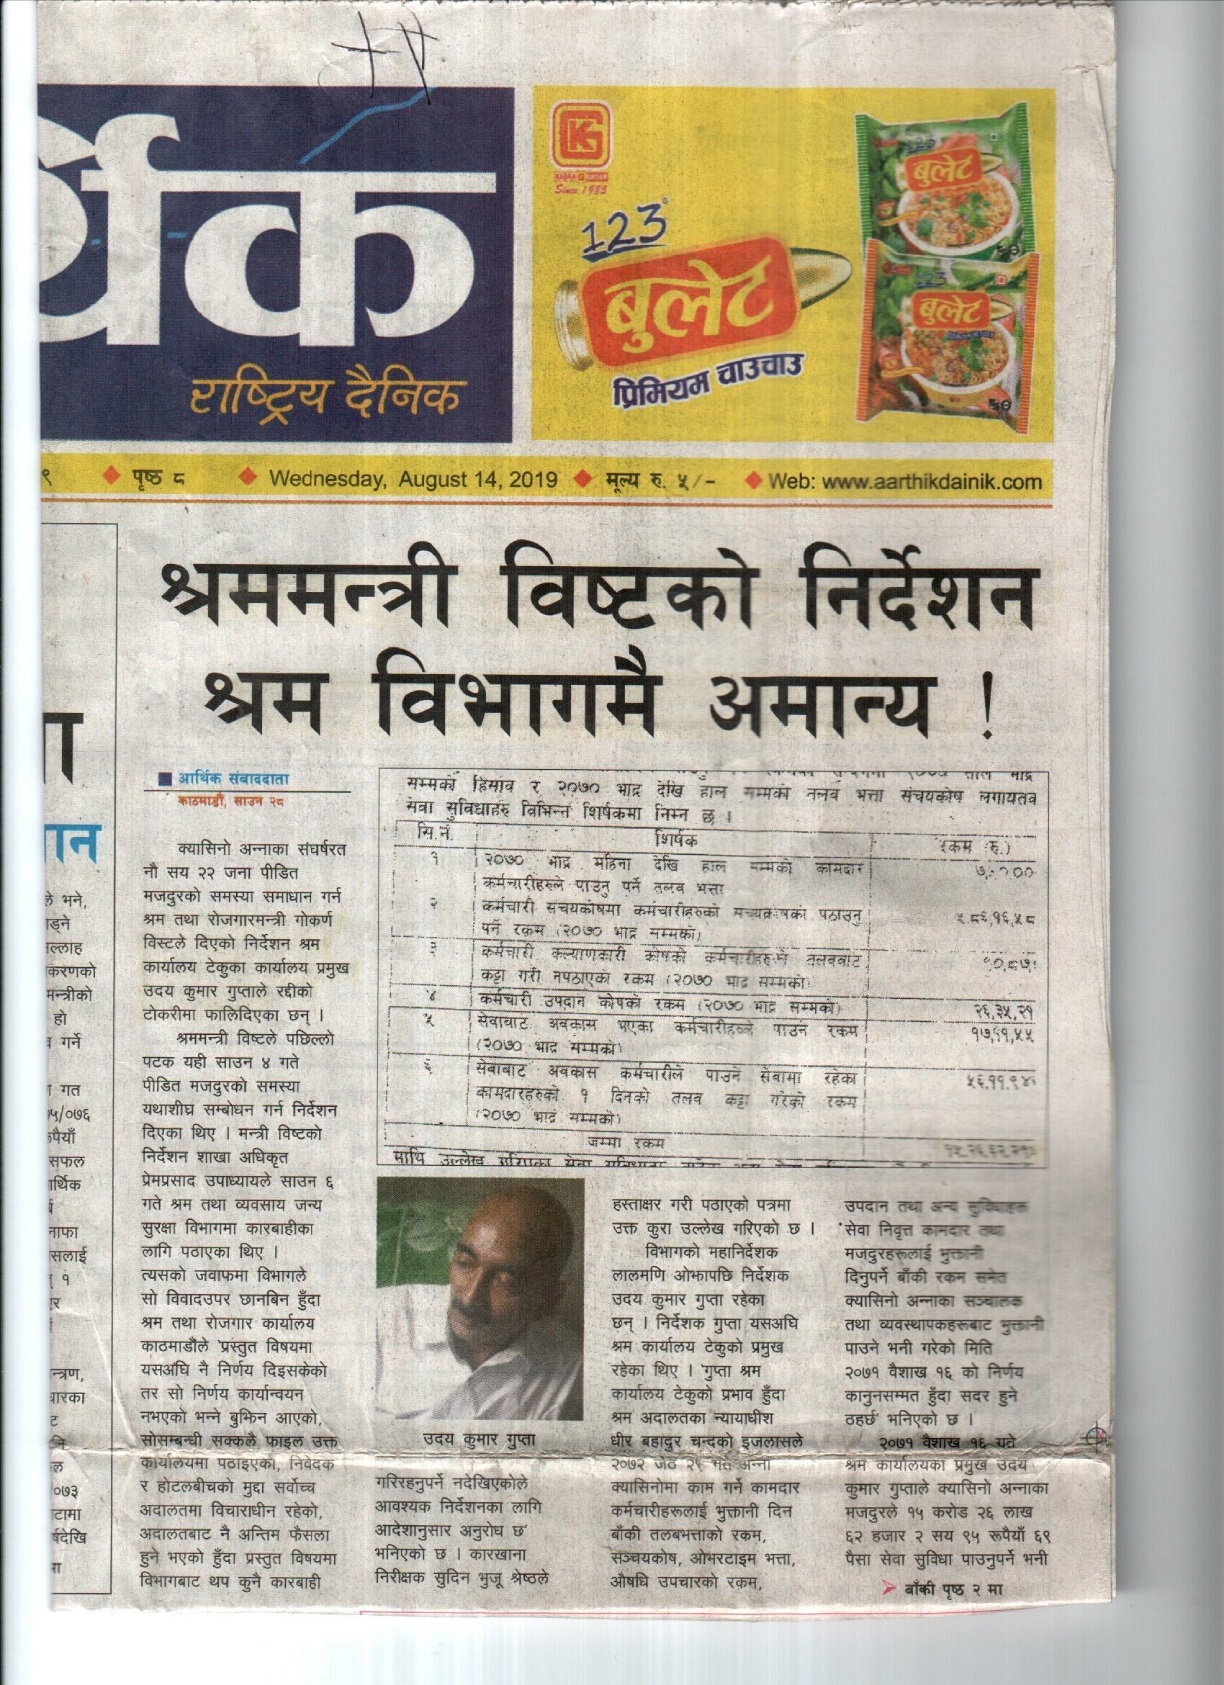 र्थिक
राष्ट्रिय दैनिक
KG
Since 1985
123
बुलेट
प्रिमियम चाउचाउ
123
बुलेट
123
बुलेट
९ ◆ पृष्ठ ८ ◆ Wednesday, August 14, 2019 ◆ मूल्य रु. ५/- ◆ Web: www.aarthikdainik.com
श्रममन्त्री विष्टको निर्देशन
श्रम विभागमै अमान्य !
आर्थिक संवाददाता
काठमाडौं, साउन २८
क्यासिनो अन्नाका संघर्षरत
नौ सय २२ जना पीडित
मजदुरको समस्या समाधान गर्न
श्रम तथा रोजगारमन्त्री गोकर्ण
विस्टले दिएको निर्देशन श्रम
कार्यालय टेकुका कार्यालय प्रमुख
उदय कुमार गुप्ताले रद्दीको
टोकरीमा फालिदिएका छन् ।
श्रममन्त्री विष्टले पछिल्लो
पटक यही साउन ४ गते
पीडित मजदुरको समस्या
यथाशीघ्र सम्बोधन गर्न निर्देशन
दिएका थिए । मन्त्री विष्टको
निर्देशन शाखा अधिकृत
प्रेमप्रसाद उपाध्यायले साउन ६
गते श्रम तथा व्यवसाय जन्य
सुरक्षा विभागमा कारबाहीका
लागि पठाएका थिए ।
त्यसको जवाफमा विभागले
सो विवादउपर छानबिन हुँदा
श्रम तथा रोजगार कार्यालय
काठमाडौंले 'प्रस्तुत विषयमा
यसअघि नै निर्णय दिइसकेको
तर सो निर्णय कार्यान्वयन
नभएको भन्ने बुझिन आएको,
सोसम्बन्धी सक्कलै फाइल उक्त
कार्यालयमा पठाइएको, निवेदक
र होटलबीचको मुद्दा सर्वोच्च
अदालतमा विचाराधीन रहेको,
अदालतबाट नै अन्तिम फैसला
हुने भएको हुँदा प्रस्तुत विषयमा
विभागबाट थप कुनै कारबाही
सम्मको हिसाव र २०७० भाद्र देखि हाल सम्मको तलव भत्ता संचयकोष लगायतव
सेवा सुविधाहरु विभिन्न शिर्षकमा निम्न छ ।
सि.नं. शिर्षक रकम रु.)
१ २०७० भाद्र महिना देखि हाल सम्मको कामदार
कर्मचारीहरुले पाउनु पर्ने तलव भत्ता
२ कर्मचारी संचयकोषमा कर्मचारीहरुको सञ्चयकोषका पठाउनु
पर्ने रकम (२०७० भाद्र सम्मको)
३ कर्मचारी कल्याणकारी कोषको कर्मचारीहरुले तलबबाट
कट्टा गरी नपठाएको रकम (२०७० भाद्र सम्मको)
४ कर्मचारी उपदान कोषको रकम (२०७० भाद्र सम्मको) २६,३५,२१
५ सेवाबाट अवकास भएका कर्मचारीहरुले पाउने रकम
(२०७० भाद्र सम्मको)
६ सेवाबाट अवकास कर्मचारीले पाउने सेवामा रहेका
कामदारहरुको १ दिनको तलव कट्टा गरेको रकम
(२०७० भाद्र सम्मको)
जम्मा रकम
उदय कुमार गुप्ता
गरिरहनुपर्ने नदेखिएकोले
आवश्यक निर्देशनका लागि
आदेशानुसार अनुरोध छ'
भनिएको छ । कारखाना
निरीक्षक सुदिन भुजू श्रेष्ठले
हस्ताक्षर गरी पठाएको पत्रमा
उक्त कुरा उल्लेख गरिएको छ ।
विभागको महानिर्देशक
लालमणि ओझापछि निर्देशक
उदय कुमार गुप्ता रहेका
छन् । निर्देशक गुप्ता यसअघि
श्रम कार्यालय टेकुको प्रमुख
रहेका थिए । 'गुप्ता श्रम
कार्यालय टेकुको प्रभाव हुँदा
श्रम अदालतका न्यायाधीश
धीर बहादुर चन्दको इजलासले
२०७२ जेठ २९ गते अन्ना
क्यासिनोमा काम गर्ने कामदार
कर्मचारीहरूलाई भुक्तानी दिन
बाँकी तलबभत्ताको रकम,
सञ्चयकोष, ओभरटाइम भत्ता,
औषधि उपचारको रकम,
उपदान तथा अन्य सुविधाहरू
सेवा निवृत्त कामदार तथा
मजदुरहरूलाई भुक्तानी
दिनुपर्ने बाँकी रकम समेत
क्यासिनो अन्नाका सञ्चालक
तथा व्यवस्थापकहरूबाट भुक्तानी
पाउने भनी गरेको मिति
२०७१ वैशाख १६ को निर्णय
कानुनसम्मत हुँदा सदर हुने
ठहर्छ' भनिएको छ ।
२०७१ वैशाख १६ गते
श्रम कार्यालयका प्रमुख उदय
कुमार गुप्ताले क्यासिनो अन्नाका
मजदुरले १५ करोड २६ लाख
६२ हजार २ सय ९५ रूपैयाँ ६९
पैसा सेवा सुविधा पाउनुपर्ने भनी
➤ बाँकी पृष्ठ २ मा